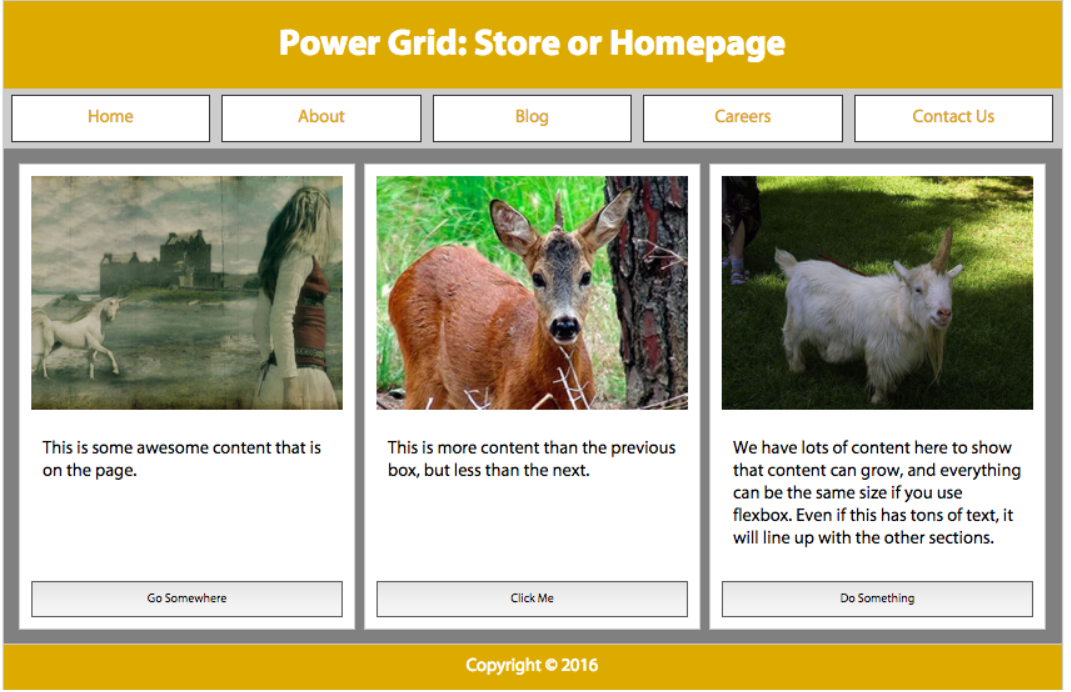 Power Grid: Store or Homepage
Home About Blog Careers Contact Us
This is some awesome content that is
on the page.
Go Somewhere
This is more content than the previous
box, but less than the next.
Click Me
We have lots of content here to show
that content can grow, and everything
can be the same size if you use
flexbox. Even if this has tons of text, it
will line up with the other sections.
Do Something
Copyright © 2016